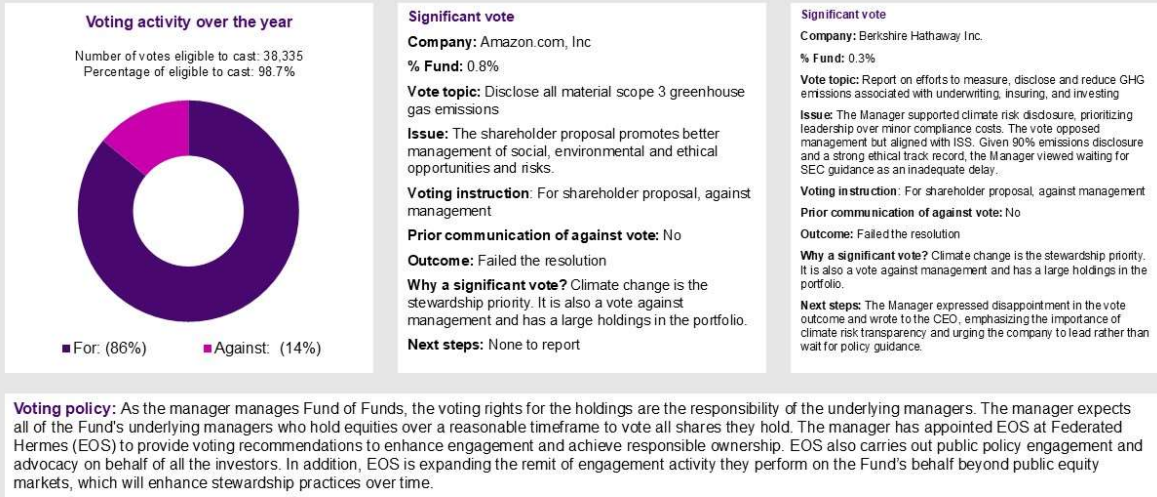 Voting activity over the year
Number of votes eligible to cast: 38,335
Percentage of eligible to cast: 98.7%
For: (86%)
Against: (14%)
Significant vote
Company: Amazon.com, Inc
% Fund: 0.8%
Vote topic: Disclose all material scope 3 greenhouse
gas emissions
Issue: The shareholder proposal promotes better
management of social, environmental and ethical
opportunities and risks.
Voting instruction: For shareholder proposal, against
management
Prior communication of against vote: No
Outcome: Failed the resolution
Why a significant vote? Climate change is the
stewardship priority. It is also a vote against
management and has a large holdings in the portfolio.
Next steps: None to report
Significant vote
Company: Berkshire Hathaway Inc.
% Fund: 0.3%
Vote topic: Report on efforts to measure, disclose and reduce GHG
emissions associated with underwriting, insuring, and investing
Issue: The Manager supported climate risk disclosure, prioritizing
leadership over minor compliance costs. The vote opposed
management but aligned with ISS. Given 90% emissions disclosure
and a strong ethical track record, the Manager viewed waiting for
SEC guidance as an inadequate delay.
Voting instruction: For shareholder proposal, against management
Prior communication of against vote: No
Outcome: Failed the resolution
Why a significant vote? Climate change is the stewardship priority.
It is also a vote against management and has a large holdings in the
portfolio.
Next steps: The Manager expressed disappointment in the vote
outcome and wrote to the CEO, emphasizing the importance of
climate risk transparency and urging the company to lead rather than
wait for policy guidance.
Voting policy: As the manager manages Fund of Funds, the voting rights for the holdings are the responsibility of the underlying managers. The manager expects
all of the Fund's underlying managers who hold equities over a reasonable timeframe to vote all shares they hold. The manager has appointed EOS at Federated
Hermes (EOS) to provide voting recommendations to enhance engagement and achieve responsible ownership. EOS also carries out public policy engagement and
advocacy on behalf of all the investors. In addition, EOS is expanding the remit of engagement activity they perform on the Fund's behalf beyond public equity
markets, which will enhance stewardship practices over time.